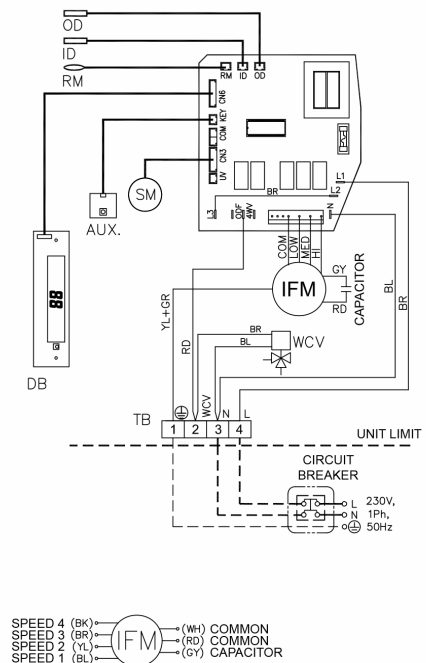 OD
ID
RM
RM ID OD
CN6
KEY
COM
CN3
UV
AUX.
SM
88
DB
BR
L1
L2
L3
ODF
4WV
N
COM
LOW
MED
HI
IFM
GY
RD
CAPACITOR
BL
BR
YL+GR
RD
BR
BL
WCV
WCV
N
L
TB
1 2 3 4
UNIT LIMIT
CIRCUIT
BREAKER
L 230V,
N 1Ph,
50Hz
SPEED 4 (BK)
SPEED 3 (BR)
SPEED 2 (YL)
SPEED 1 (BL)
IFM
(WH) COMMON
(RD) COMMON
(GY) CAPACITOR